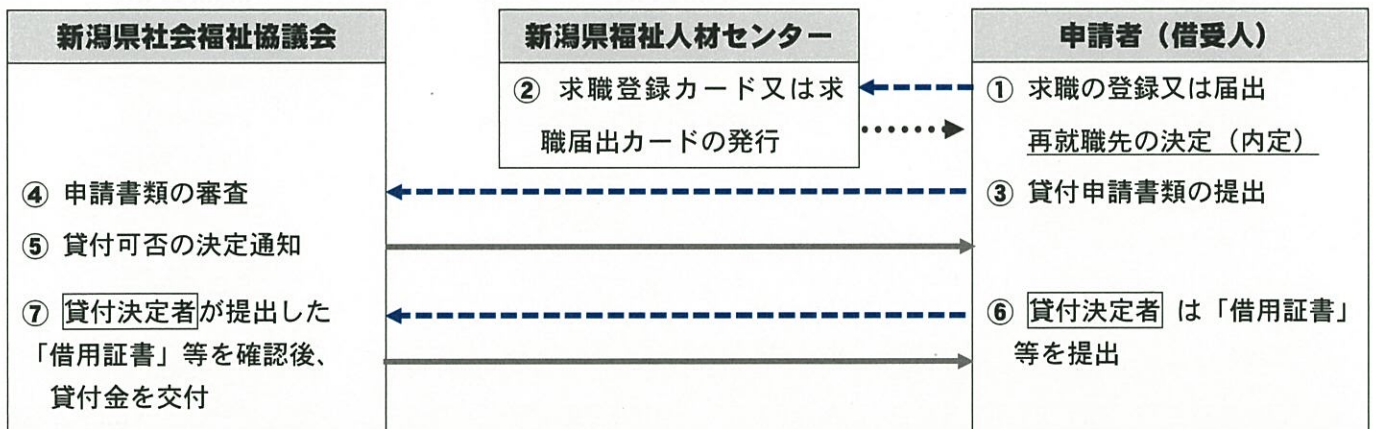 新潟県社会福祉協議会
④ 申請書類の審査
⑤ 貸付可否の決定通知
⑦ 貸付決定者が提出した
「借用証書」等を確認後、
貸付金を交付
新潟県福祉人材センター
② 求職登録カード又は求
職届出カードの発行
申請者（借受人）
① 求職の登録又は届出
再就職先の決定（内定）
③ 貸付申請書類の提出
⑥ 貸付決定者 は「借用証書」
等を提出